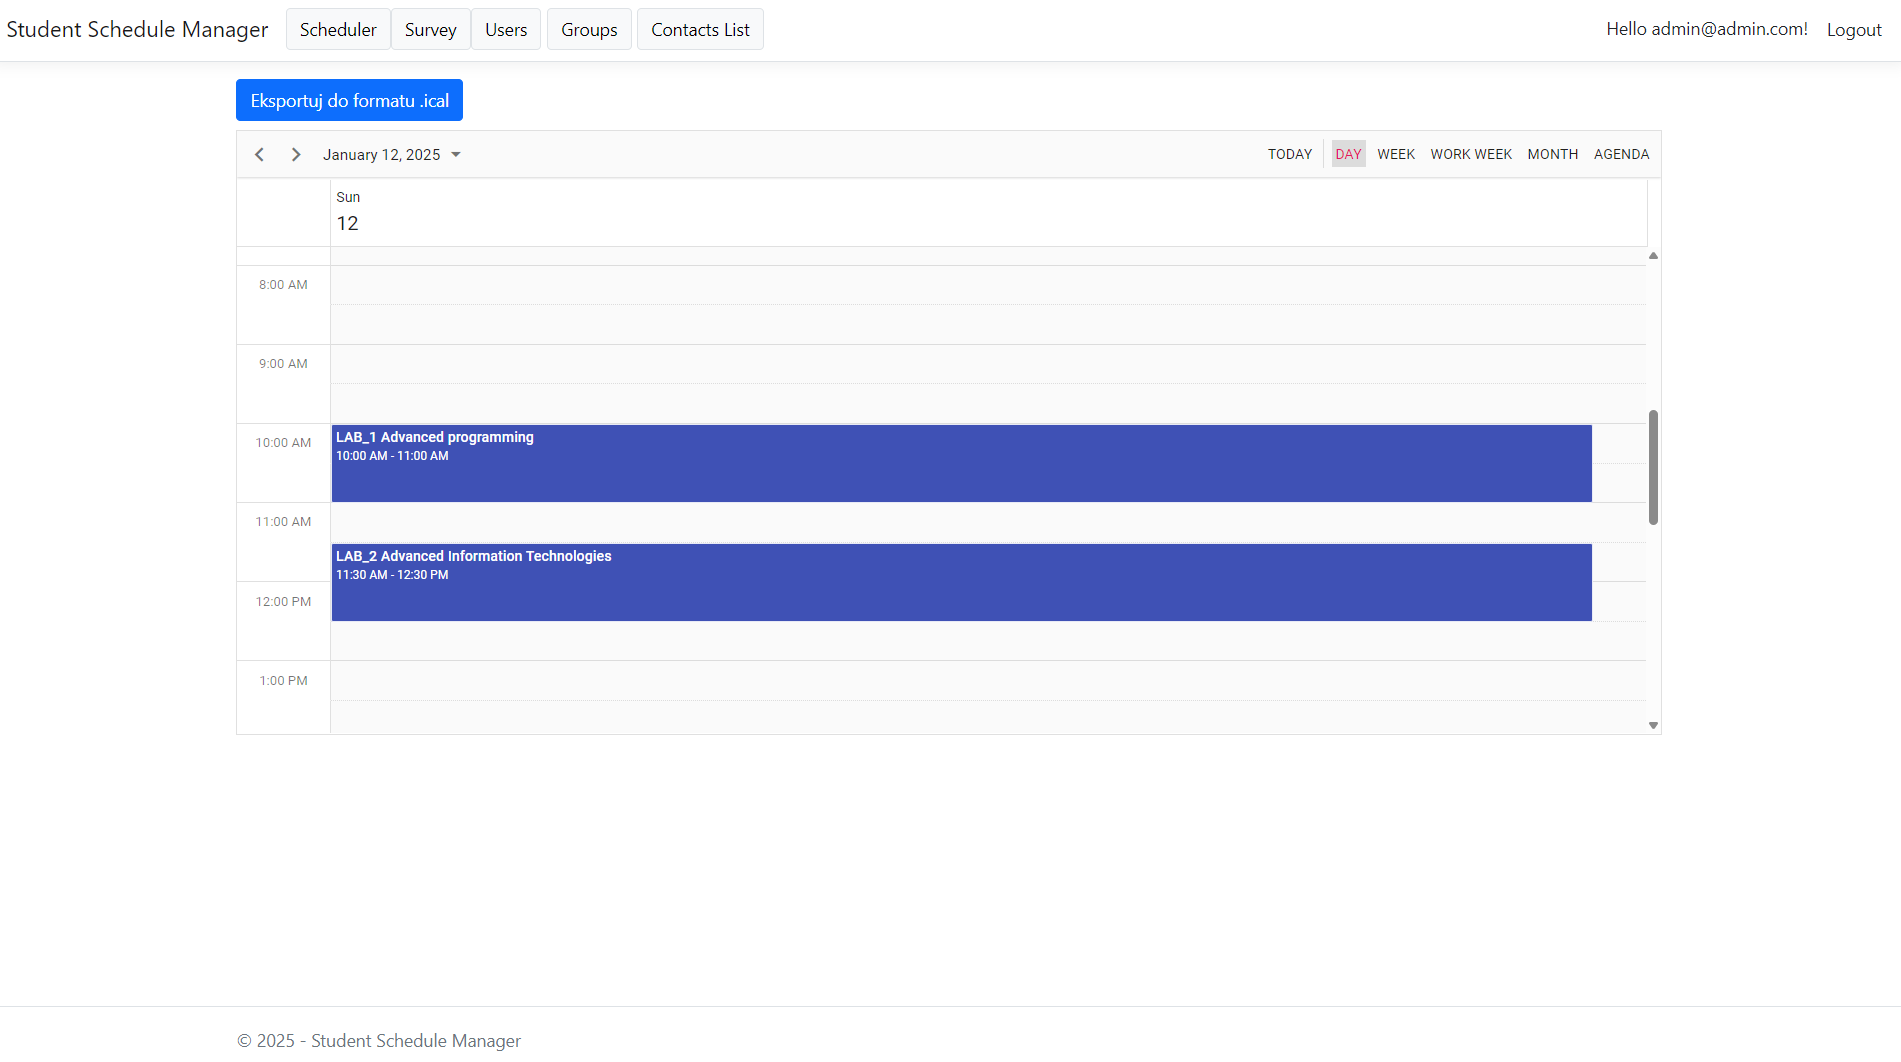 Student Schedule Manager Scheduler Survey Users Groups Contacts List Hello admin@admin.com! Logout
Eksportuj do formatu .ical
January 12, 2025 TODAY DAY WEEK WORK WEEK MONTH AGENDA
Sun
12
8:00 AM
9:00 AM
10:00 AM
LAB_1 Advanced programming
10:00 AM - 11:00 AM
11:00 AM
LAB_2 Advanced Information Technologies
11:30 AM - 12:30 PM
12:00 PM
1:00 PM
© 2025 - Student Schedule Manager